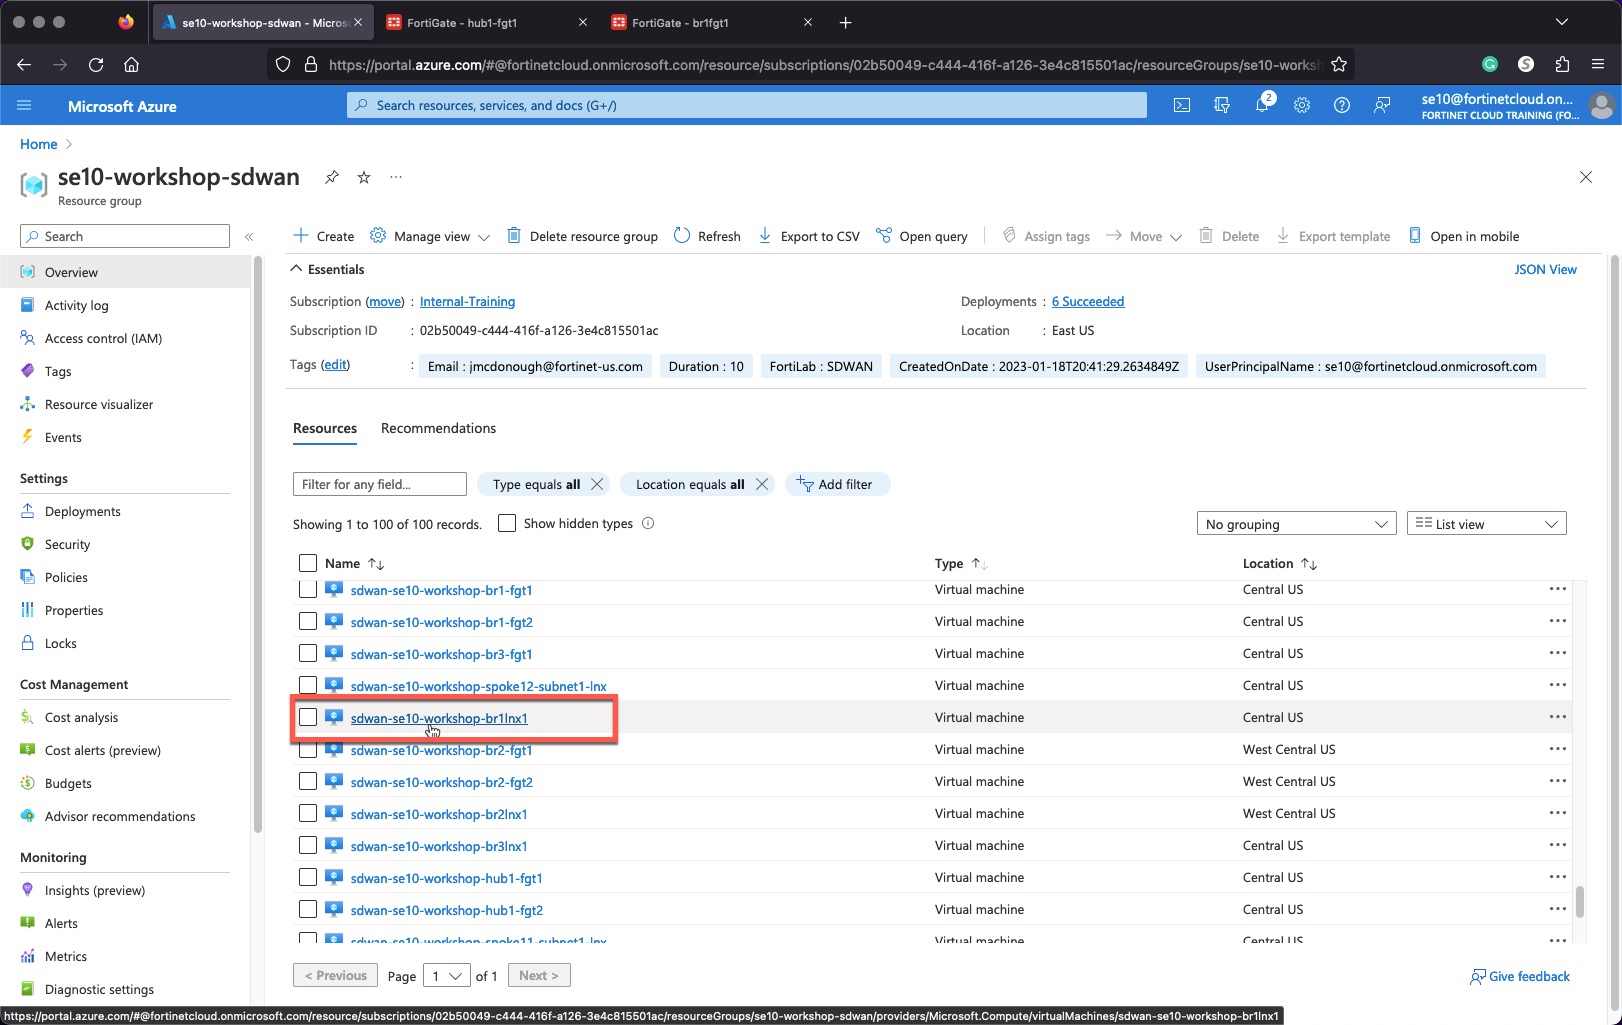 se10-workshop-sdwan - Micros
FortiGate - hub1-fgt1
FortiGate - br1fgt1
https://portal.azure.com/#@fortinetcloud.onmicrosoft.com/resource/subscriptions/02b50049-c444-416f-a126-3e4c815501ac/resourceGroups/se10-worksh
Microsoft Azure
Search resources, services, and docs (G+/)
2
se10@fortinetcloud.on...
FORTINET CLOUD TRAINING (FO...
Home
se10-workshop-sdwan
...
Resource group
Search
Create
Manage view
Delete resource group
Refresh
Export to CSV
Open query
Assign tags
Move
Delete
Export template
Open in mobile
Overview
Activity log
Access control (IAM)
Tags
Resource visualizer
Events
Settings
Deployments
Security
Policies
Properties
Locks
Cost Management
Cost analysis
Cost alerts (preview)
Budgets
Advisor recommendations
Monitoring
Insights (preview)
Alerts
Metrics
Diagnostic settings
Essentials
JSON View
Subscription (move) : Internal-Training
Deployments : 6 Succeeded
Subscription ID : 02b50049-c444-416f-a126-3e4c815501ac
Location : East US
Tags (edit) : Email : jmcdonough@fortinet-us.com Duration : 10 FortiLab : SDWAN CreatedOnDate : 2023-01-18T20:41:29.2634849Z UserPrincipalName : se10@fortinetcloud.onmicrosoft.com
Resources Recommendations
Filter for any field...
Type equals all
Location equals all
Add filter
Showing 1 to 100 of 100 records.
Show hidden types
No grouping
List view
Name Type Location
sdwan-se10-workshop-br1-fgt1 Virtual machine Central US
sdwan-se10-workshop-br1-fgt2 Virtual machine Central US
sdwan-se10-workshop-br3-fgt1 Virtual machine Central US
sdwan-se10-workshop-spoke12-subnet1-lnx Virtual machine Central US
sdwan-se10-workshop-br1lnx1 Virtual machine Central US
sdwan-se10-workshop-br2-fgt1 Virtual machine West Central US
sdwan-se10-workshop-br2-fgt2 Virtual machine West Central US
sdwan-se10-workshop-br2lnx1 Virtual machine West Central US
sdwan-se10-workshop-br3lnx1 Virtual machine Central US
sdwan-se10-workshop-hub1-fgt1 Virtual machine Central US
sdwan-se10-workshop-hub1-fgt2 Virtual machine Central US
sdwan-se10-workshop-spoke11-subnet1-lnx Virtual machine Central US
< Previous Page 1 of 1 Next >
Give feedback
https://portal.azure.com/#@fortinetcloud.onmicrosoft.com/resource/subscriptions/02b50049-c444-416f-a126-3e4c815501ac/resourceGroups/se10-workshop-sdwan/providers/Microsoft.Compute/virtualMachines/sdwan-se10-workshop-br1lnx1